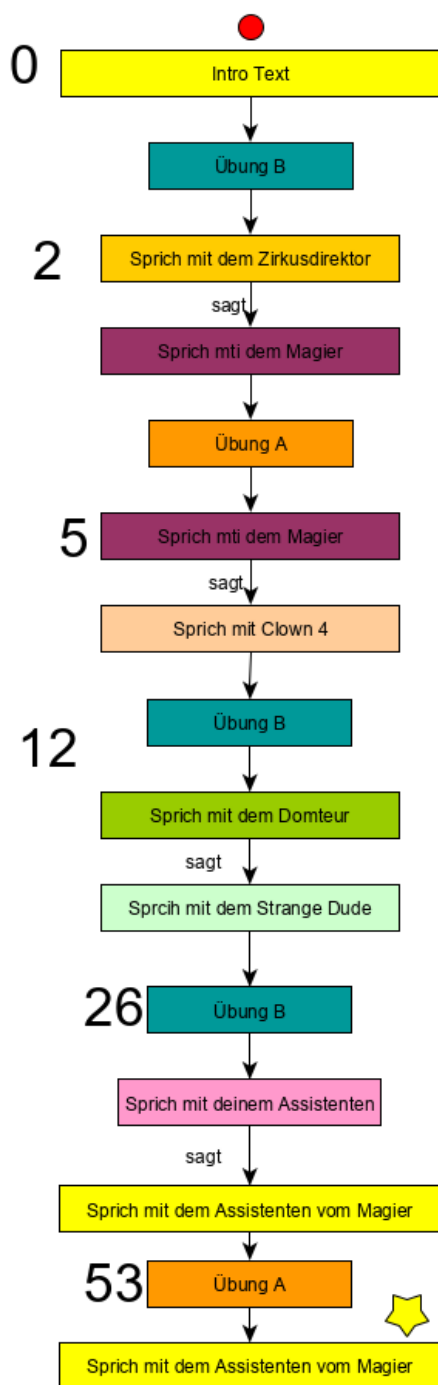 0
Intro Text
Übung B
2
Sprich mit dem Zirkusdirektor
sagt
Sprich mti dem Magier
Übung A
5
Sprich mti dem Magier
sagt
Sprich mit Clown 4
Übung B
12
Sprich mit dem Domteur
sagt
Sprcih mit dem Strange Dude
26
Übung B
Sprich mit deinem Assistenten
sagt
Sprich mit dem Assistenten vom Magier
53
Übung A
Sprich mit dem Assistenten vom Magier